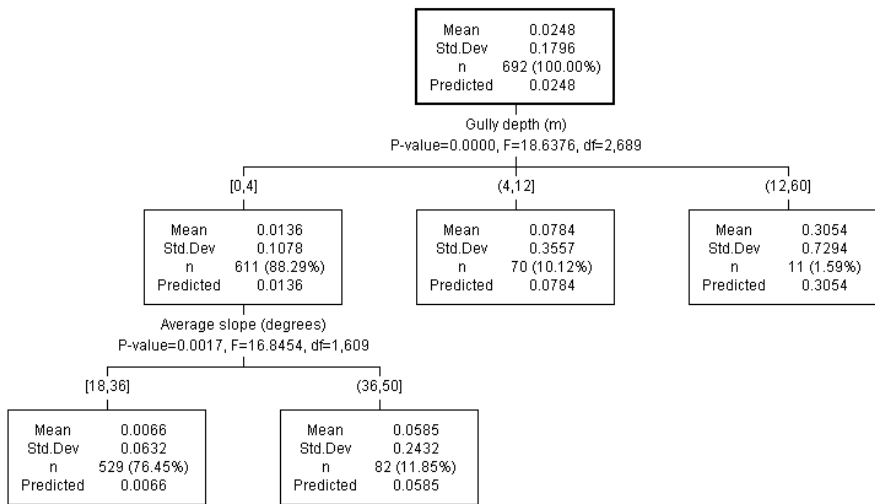 Mean 0.0248
Std.Dev 0.1796
n 692 (100.00%)
Predicted 0.0248
Gully depth (m)
P-value=0.0000, F=18.6376, df=2,689
[0,4] (4,12] (12,60]
Mean 0.0136
Std.Dev 0.1078
n 611 (88.29%)
Predicted 0.0136
Mean 0.0784
Std.Dev 0.3557
n 70 (10.12%)
Predicted 0.0784
Mean 0.3054
Std.Dev 0.7294
n 11 (1.59%)
Predicted 0.3054
Average slope (degrees)
P-value=0.0017, F=16.8454, df=1,609
[18,36] (36,50]
Mean 0.0066
Std.Dev 0.0632
n 529 (76.45%)
Predicted 0.0066
Mean 0.0585
Std.Dev 0.2432
n 82 (11.85%)
Predicted 0.0585